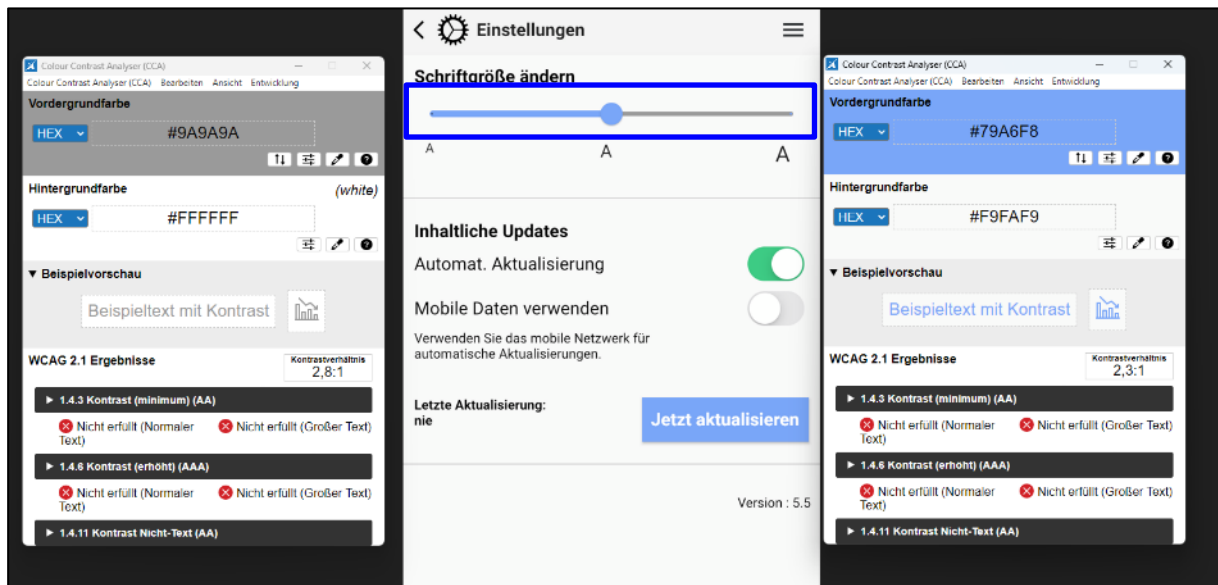 Colour Contrast Analyser (CCA)
Colour Contrast Analyser (CCA) Bearbeiten Ansicht Entwicklung
Vordergrundfarbe
HEX #9A9A9A
Hintergrundfarbe (white)
HEX #FFFFFF
▼ Beispielvorschau
Beispieltext mit Kontrast
WCAG 2.1 Ergebnisse
Kontrastverhältnis
2,8:1
▶ 1.4.3 Kontrast (minimum) (AA)
Nicht erfüllt (Normaler Text) Nicht erfüllt (Großer Text)
▶ 1.4.6 Kontrast (erhöht) (AAA)
Nicht erfüllt (Normaler Text) Nicht erfüllt (Großer Text)
▶ 1.4.11 Kontrast Nicht-Text (AA)
Einstellungen
Schriftgröße ändern
A A A
Inhaltliche Updates
Automat. Aktualisierung
Mobile Daten verwenden
Verwenden Sie das mobile Netzwerk für
automatische Aktualisierungen.
Letzte Aktualisierung:
nie
Jetzt aktualisieren
Version : 5.5
Colour Contrast Analyser (CCA)
Colour Contrast Analyser (CCA) Bearbeiten Ansicht Entwicklung
Vordergrundfarbe
HEX #79A6F8
Hintergrundfarbe
HEX #F9FAF9
▼ Beispielvorschau
Beispieltext mit Kontrast
WCAG 2.1 Ergebnisse
Kontrastverhältnis
2,3:1
▶ 1.4.3 Kontrast (minimum) (AA)
Nicht erfüllt (Normaler Text) Nicht erfüllt (Großer Text)
▶ 1.4.6 Kontrast (erhöht) (AAA)
Nicht erfüllt (Normaler Text) Nicht erfüllt (Großer Text)
▶ 1.4.11 Kontrast Nicht-Text (AA)